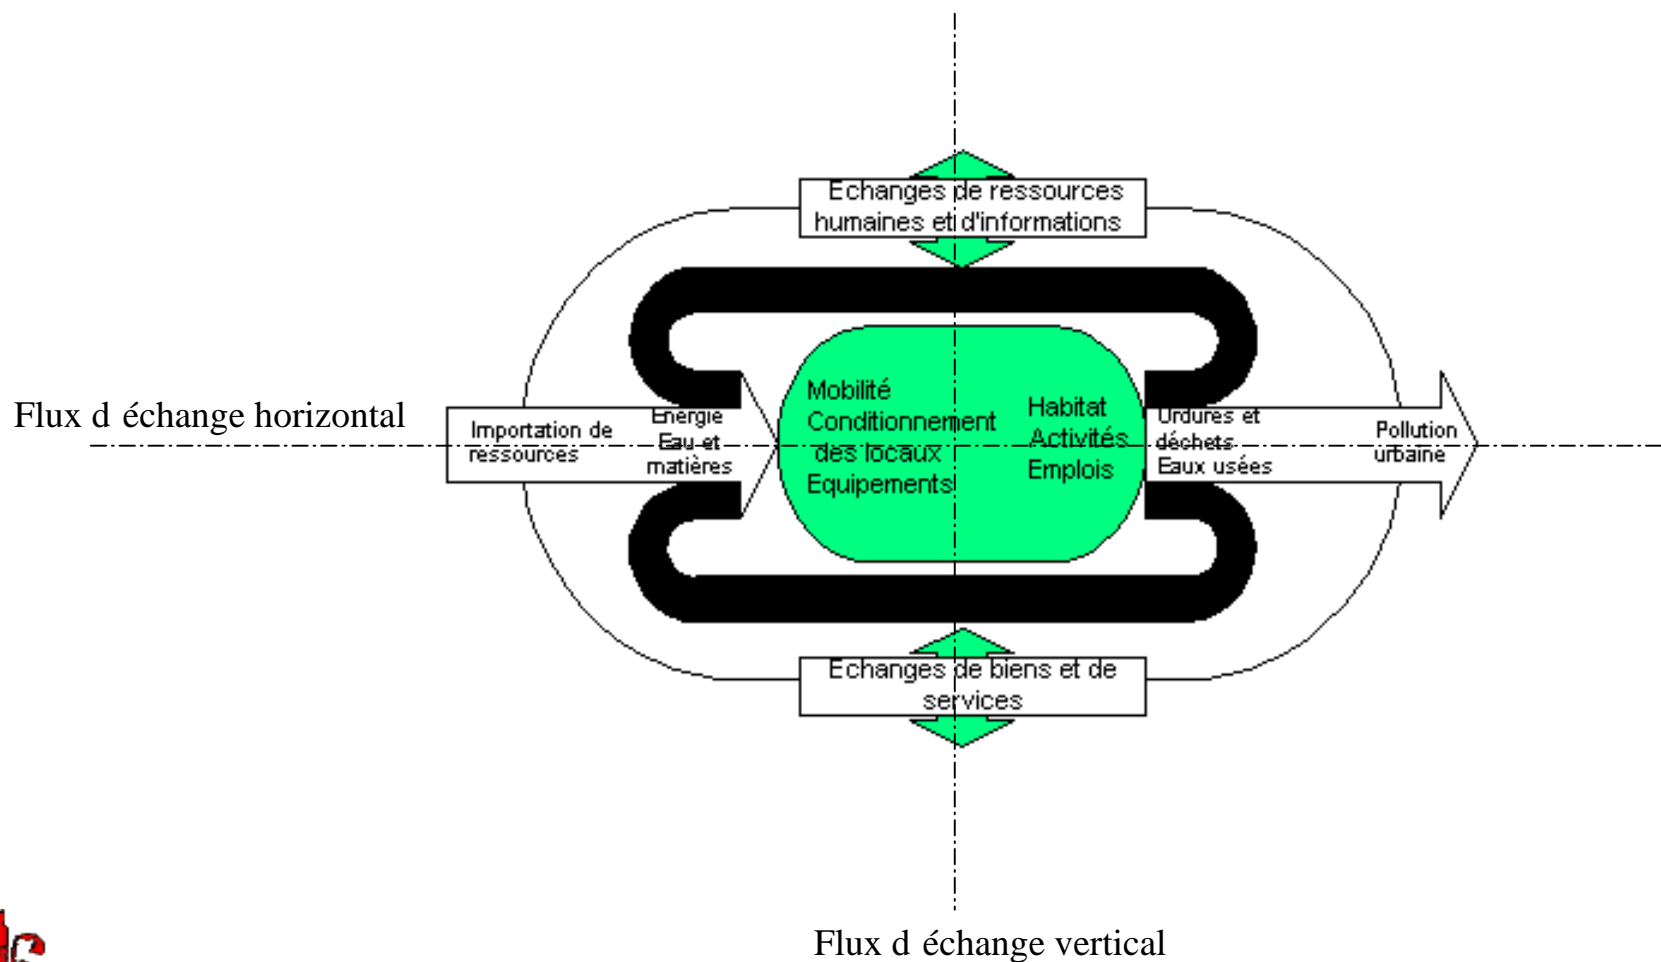 Echanges de ressources
humaines et d'informations
Flux d échange horizontal
Importation de
ressources
Energie
Eau et
matières
Mobilité
Conditionnement
des locaux
Equipements
Habitat
Activités
Emplois
Urdures et
déchets
Eaux usées
Pollution
urbaine
Echanges de biens et de
services
Flux d échange vertical